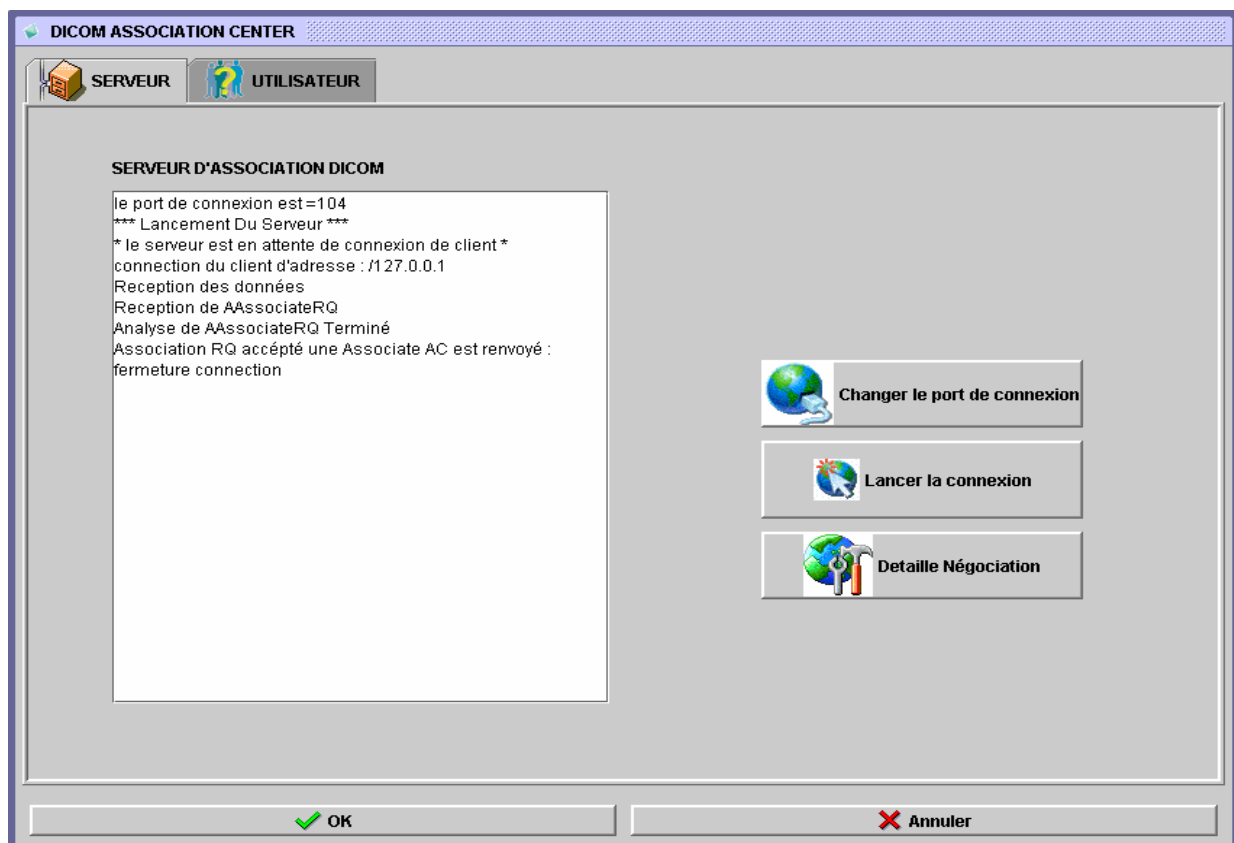 DICOM ASSOCIATION CENTER
SERVEUR
UTILISATEUR
SERVEUR D'ASSOCIATION DICOM
le port de connexion est =104
*** Lancement Du Serveur ***
* le serveur est en attente de connexion de client *
connection du client d'adresse : /127.0.0.1
Reception des données
Reception de AAssociateRQ
Analyse de AAssociateRQ Terminé
Association RQ accépté une Associate AC est renvoyé :
fermeture connection
Changer le port de connexion
Lancer la connexion
Detaille Négociation
OK
Annuler